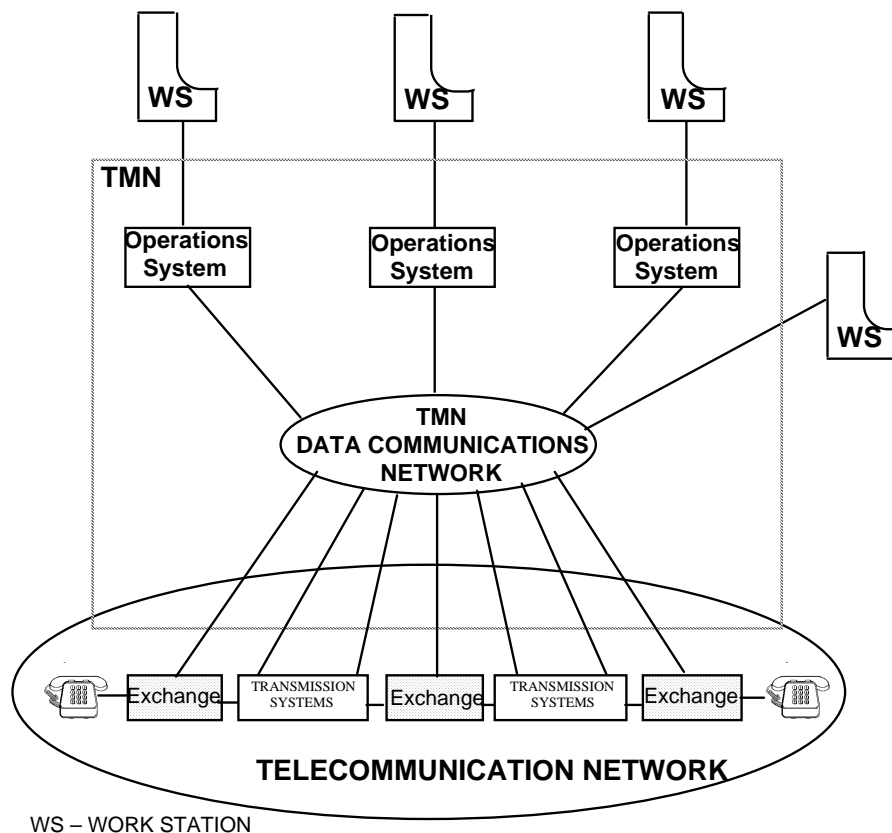 WS
WS
WS
TMN
Operations
System
Operations
System
Operations
System
WS
TMN
DATA COMMUNICATIONS
NETWORK
Exchange
TRANSMISSION
SYSTEMS
Exchange
TRANSMISSION
SYSTEMS
Exchange
TELECOMMUNICATION NETWORK
WS – WORK STATION